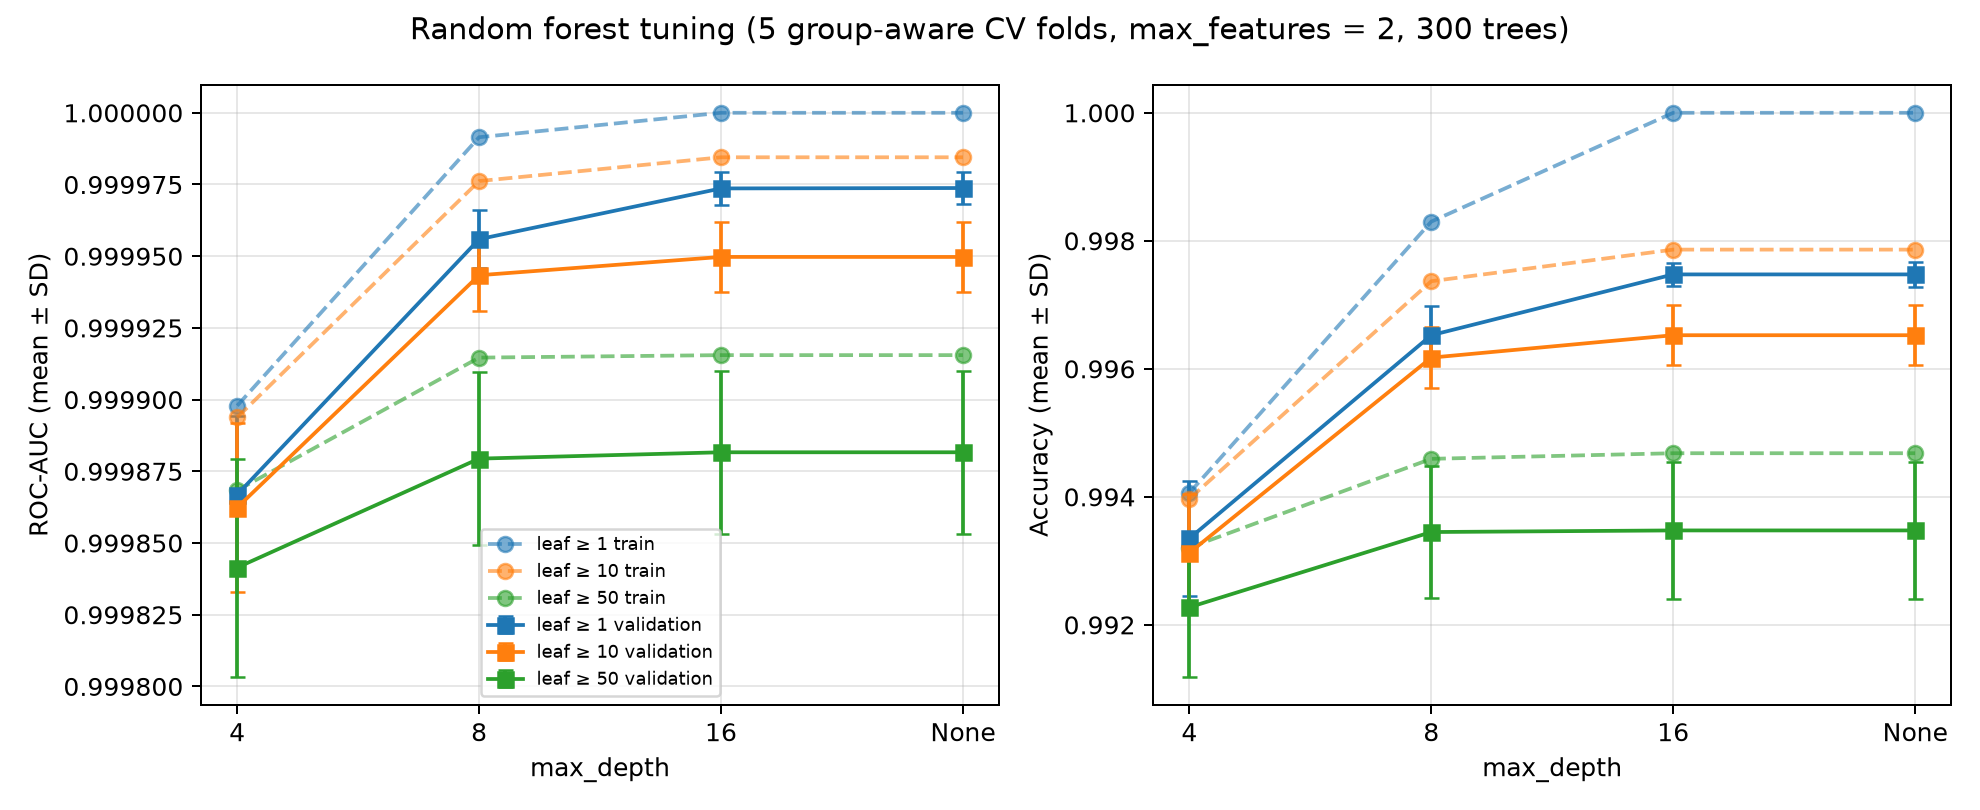 Random forest tuning (5 group-aware CV folds, max_features = 2, 300 trees)
ROC-AUC (mean ± SD)
1.000000
0.999975
0.999950
0.999925
0.999900
0.999875
0.999850
0.999825
0.999800
leaf ≥ 1 train
leaf ≥ 10 train
leaf ≥ 50 train
leaf ≥ 1 validation
leaf ≥ 10 validation
leaf ≥ 50 validation
4 8 16 None
max_depth
Accuracy (mean ± SD)
1.000
0.998
0.996
0.994
0.992
4 8 16 None
max_depth